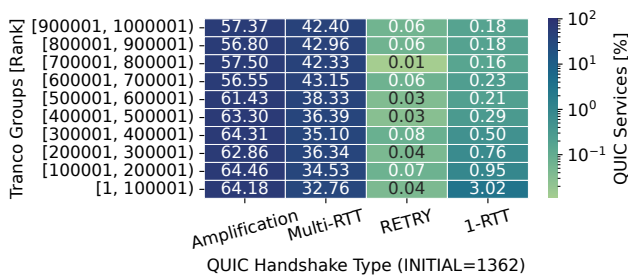 Tranco Groups [Rank]
[900001, 1000001) 57.37 42.40 0.06 0.18
[800001, 900001) 56.80 42.96 0.06 0.18
[700001, 800001) 57.50 42.33 0.01 0.16
[600001, 700001) 56.55 43.15 0.06 0.23
[500001, 600001) 61.43 38.33 0.03 0.21
[400001, 500001) 63.30 36.39 0.03 0.29
[300001, 400001) 64.31 35.10 0.08 0.50
[200001, 300001) 62.86 36.34 0.04 0.76
[100001, 200001) 64.46 34.53 0.07 0.95
[1, 100001) 64.18 32.76 0.04 3.02
Amplification Multi-RTT RETRY 1-RTT
QUIC Handshake Type (INITIAL=1362)
10²
10¹
10⁰
10⁻¹
QUIC Services [%]